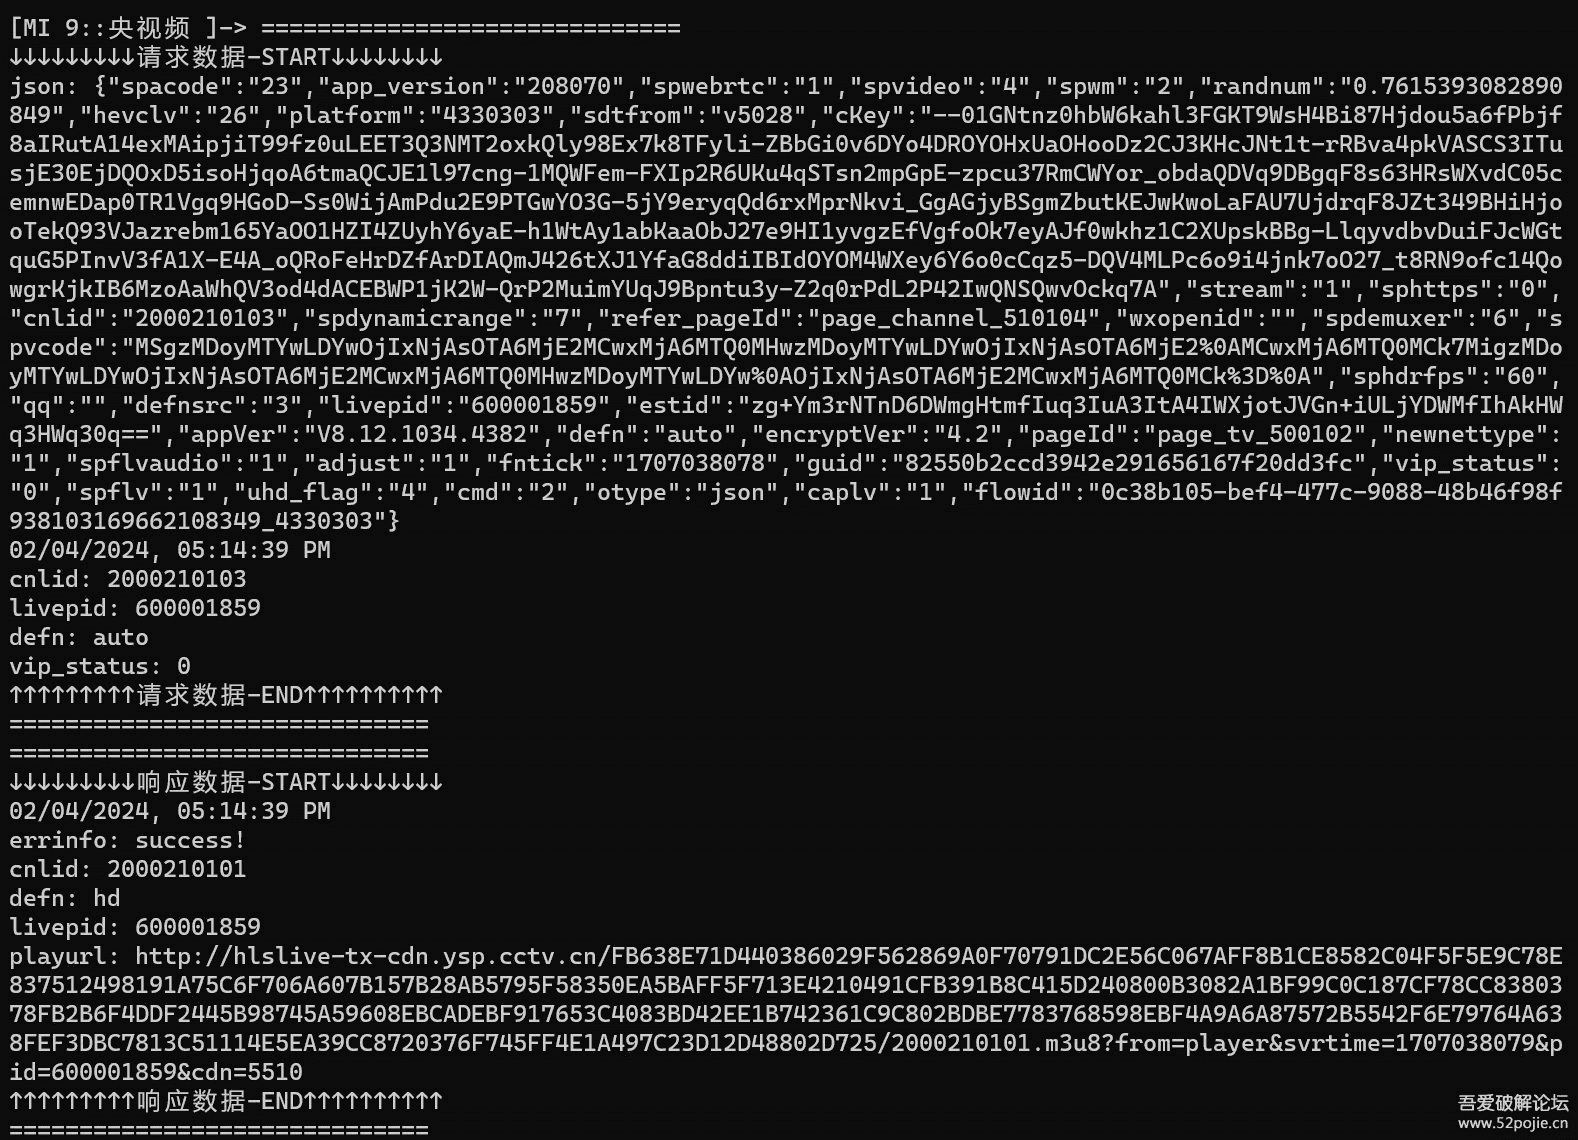 [MI 9::央视频 ]-> ==============================
↓↓↓↓↓↓↓↓↓请求数据-START↓↓↓↓↓↓↓↓
json: {"spacode":"23","app_version":"208070","spwebrtc":"1","spvideo":"4","spwm":"2","randnum":"0.7615393082890
849","hevclv":"26","platform":"4330303","sdtfrom":"v5028","cKey":"--01GNtnz0hbW6kahl3FGKT9WsH4Bi87Hjdou5a6fPbjf
8aIRutA14exMAipjiT99fz0uLEET3Q3NMT2oxkQly98Ex7k8TFyli-ZBbGi0v6DYo4DROYOHxUaOHooDz2CJ3KHcJNt1t-rRBva4pkVASCS3ITu
sjE30EjDQOxD5isoHjqoA6tmaQCJE1l97cng-1MQWFem-FXIp2R6UKu4qSTsn2mpGpE-zpcu37RmCWYor_obdaQDVq9DBgqF8s63HRsWXvdC05c
emnwEDap0TR1Vgq9HGoD-Ss0WijAmPdu2E9PTGwYO3G-5jY9eryqQd6rxMprNkvi_GgAGjyBSgmZbutKEJwKwoLaFAU7UjdrqF8JZt349BHiHjo
oTekQ93VJazrebm165YaOO1HZI4ZUyhY6yaE-h1WtAy1abKaaObJ27e9HI1yvgzEfVgfoOk7eyAJf0wkhz1C2XUpskBBg-LlqyvdbvDuiFJcWGt
quG5PInvV3fA1X-E4A_oQRoFeHrDZfArDIAQmJ426tXJ1YfaG8ddiIBIdOYOM4WXey6Y6o0cCqz5-DQV4MLPc6o9i4jnk7oO27_t8RN9ofc14Qo
wgrKjkIB6MzoAaWhQV3od4dACEBWP1jK2W-QrP2MuimYUqJ9Bpntu3y-Z2q0rPdL2P42IwQNSQwvOckq7A","stream":"1","sphttps":"0",
"cnlid":"2000210103","spdynamicrange":"7","refer_pageId":"page_channel_510104","wxopenid":"","spdemuxer":"6","s
pvcode":"MSgzMDoyMTYwLDYwOjIxNjAsOTA6MjE2MCwxMjA6MTQ0MHwzMDoyMTYwLDYwOjIxNjAsOTA6MjE2%0AMCwxMjA6MTQ0MCk7MigzMDo
yMTYwLDYwOjIxNjAsOTA6MjE2MCwxMjA6MTQ0MHwzMDoyMTYwLDYw%0AOjIxNjAsOTA6MjE2MCwxMjA6MTQ0MCk%3D%0A","sphdrfps":"60",
"qq":"","defnsrc":"3","livepid":"600001859","estid":"zg+Ym3rNTnD6DWmgHtmfIuq3IuA3ItA4IWXjotJVGn+iULjYDWMfIhAkHW
q3HWq30q==","appVer":"V8.12.1034.4382","defn":"auto","encryptVer":"4.2","pageId":"page_tv_500102","newnettype":
"1","spflvaudio":"1","adjust":"1","fntick":"1707038078","guid":"82550b2ccd3942e291656167f20dd3fc","vip_status":
"0","spflv":"1","uhd_flag":"4","cmd":"2","otype":"json","caplv":"1","flowid":"0c38b105-bef4-477c-9088-48b46f98f
938103169662108349_4330303"}
02/04/2024, 05:14:39 PM
cnlid: 2000210103
livepid: 600001859
defn: auto
vip_status: 0
↑↑↑↑↑↑↑↑↑请求数据-END↑↑↑↑↑↑↑↑↑↑
==============================
==============================
↓↓↓↓↓↓↓↓↓响应数据-START↓↓↓↓↓↓↓↓
02/04/2024, 05:14:39 PM
errinfo: success!
cnlid: 2000210101
defn: hd
livepid: 600001859
playurl: http://hlslive-tx-cdn.ysp.cctv.cn/FB638E71D440386029F562869A0F70791DC2E56C067AFF8B1CE8582C04F5F5E9C78E
8375124981​91A75C6F706A607B157B28AB5795F58350EA5BAFF5F713E4210491CFB391B8C415D240800B3082A1BF99C0C187CF78CC83803
78FB2B6F4DDF2445B98745A59608EBCADEBF917653C4083BD42EE1B742361C9C802BDBE7783768598EBF4A9A6A87572B5542F6E79764A63
8FEF3DBC7813C51114E5EA39CC8720376F745FF4E1A497C23D12D48802D725/2000210101.m3u8?from=player&svrtime=1707038079&p
id=600001859&cdn=5510
↑↑↑↑↑↑↑↑↑响应数据-END↑↑↑↑↑↑↑↑↑↑
==============================
吾爱破解论坛
www.52pojie.cn